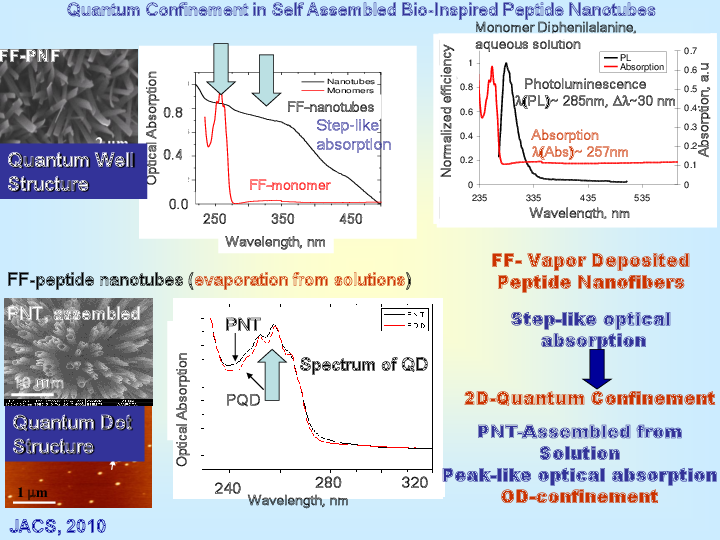 Quantum Confinement in Self Assembled Bio-Inspired Peptide Nanotubes
FF-PNF
2 µm
Quantum Well
Structure
Optical Absorption
0.8
0.4
0.0
Nanotubes
Monomers
FF-nanotubes
Step-like
absorption
FF-monomer
250
350
450
Wavelength, nm
Monomer Diphenilalanine,
aqueous solution
Normalized efficiency
1
0.8
0.6
0.4
0.2
0
PL
Absorption
Photoluminescence
λ(PL)~ 285nm, Δλ~30 nm
Absorption
λ(Abs)~ 257nm
0.7
0.6
0.5
0.4
0.3
0.2
0.1
0
Absorption, a.u
235
335
435
535
Wavelength, nm
FF-peptide nanotubes (evaporation from solutions)
PNT, assembled
10 µm
Quantum Dot
Structure
1 µm
JACS, 2010
Optical Absorption
PNT
PQD
PNT
PQD
Spectrum of QD
240
280
320
Wavelength, nm
FF- Vapor Deposited
Peptide Nanofibers
Step-like optical
absorption
2D-Quantum Confinement
PNT-Assembled from
Solution
Peak-like optical absorption
OD-confinement